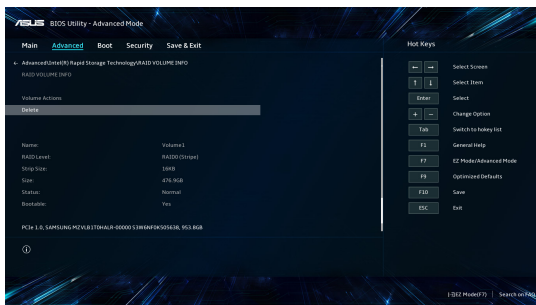 ASUS BIOS Utility - Advanced Mode
Main Advanced Boot Security Save & Exit
Hot Keys
← Advanced\Intel(R) Rapid Storage Technology\RAID VOLUME INFO
RAID VOLUME INFO
Volume Actions
Delete
Name: Volume1
RAID Level: RAID0 (Stripe)
Strip Size: 16KB
Size: 476.9GB
Status: Normal
Bootable: Yes
PCIe 1.0, SAMSUNG MZVLB1T0HALR-00000 S3W6NF0K505638, 953.8GB
← → Select Screen
↑ ↓ Select Item
Enter Select
+ − Change Option
Tab Switch to hokey list
F1 General Help
F7 EZ Mode/Advanced Mode
F9 Optimized Defaults
F10 Save
ESC Exit
EZ Mode(F7) | Search on FAQ